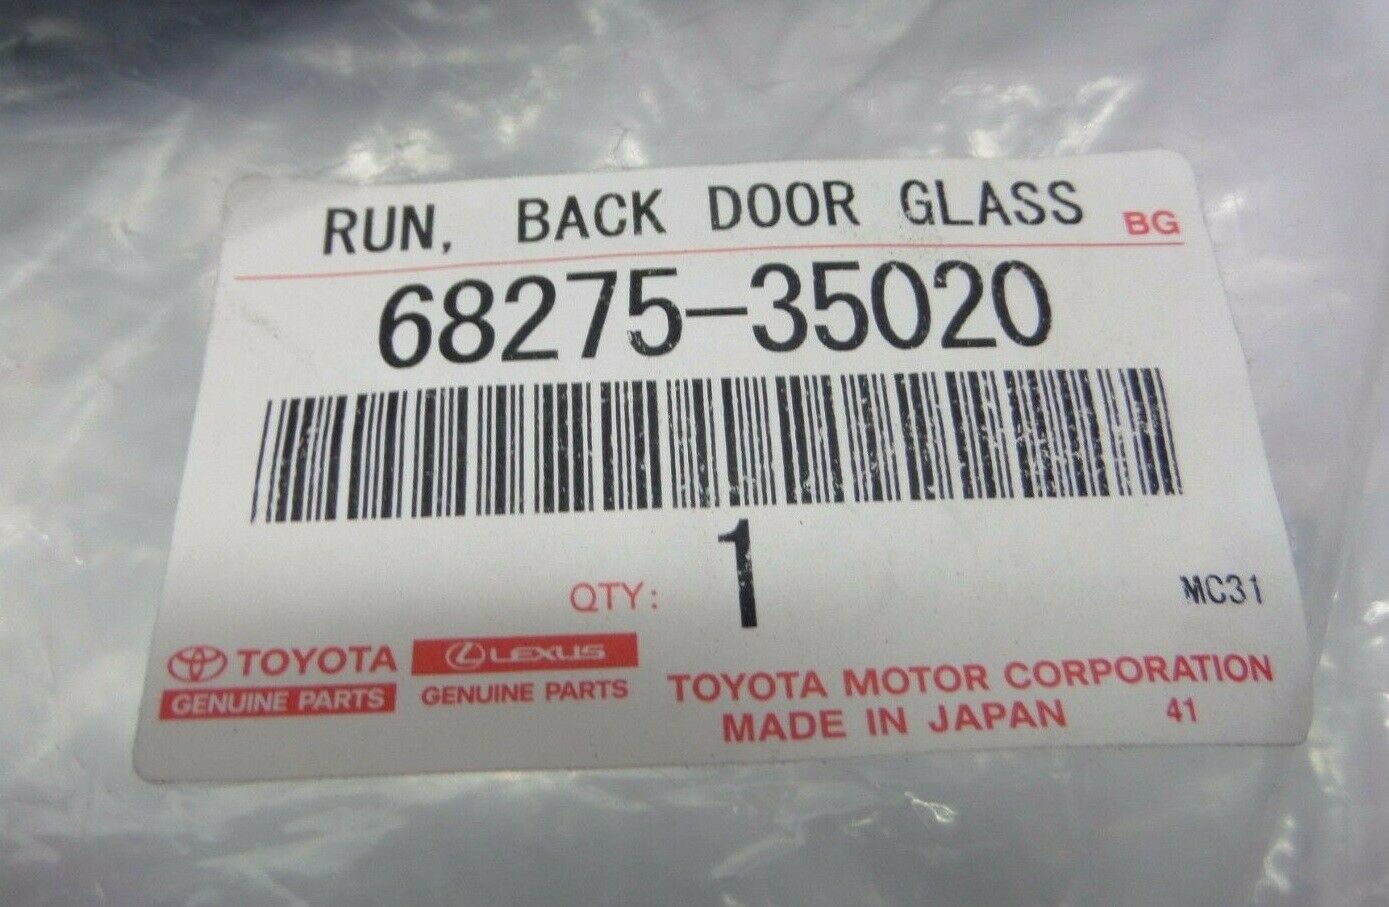 RUN, BACK DOOR GLASS BG
68275-35020
1
QTY:
MC31
TOYOTA
GENUINE PARTS
LEXUS
GENUINE PARTS
TOYOTA MOTOR CORPORATION
MADE IN JAPAN 41